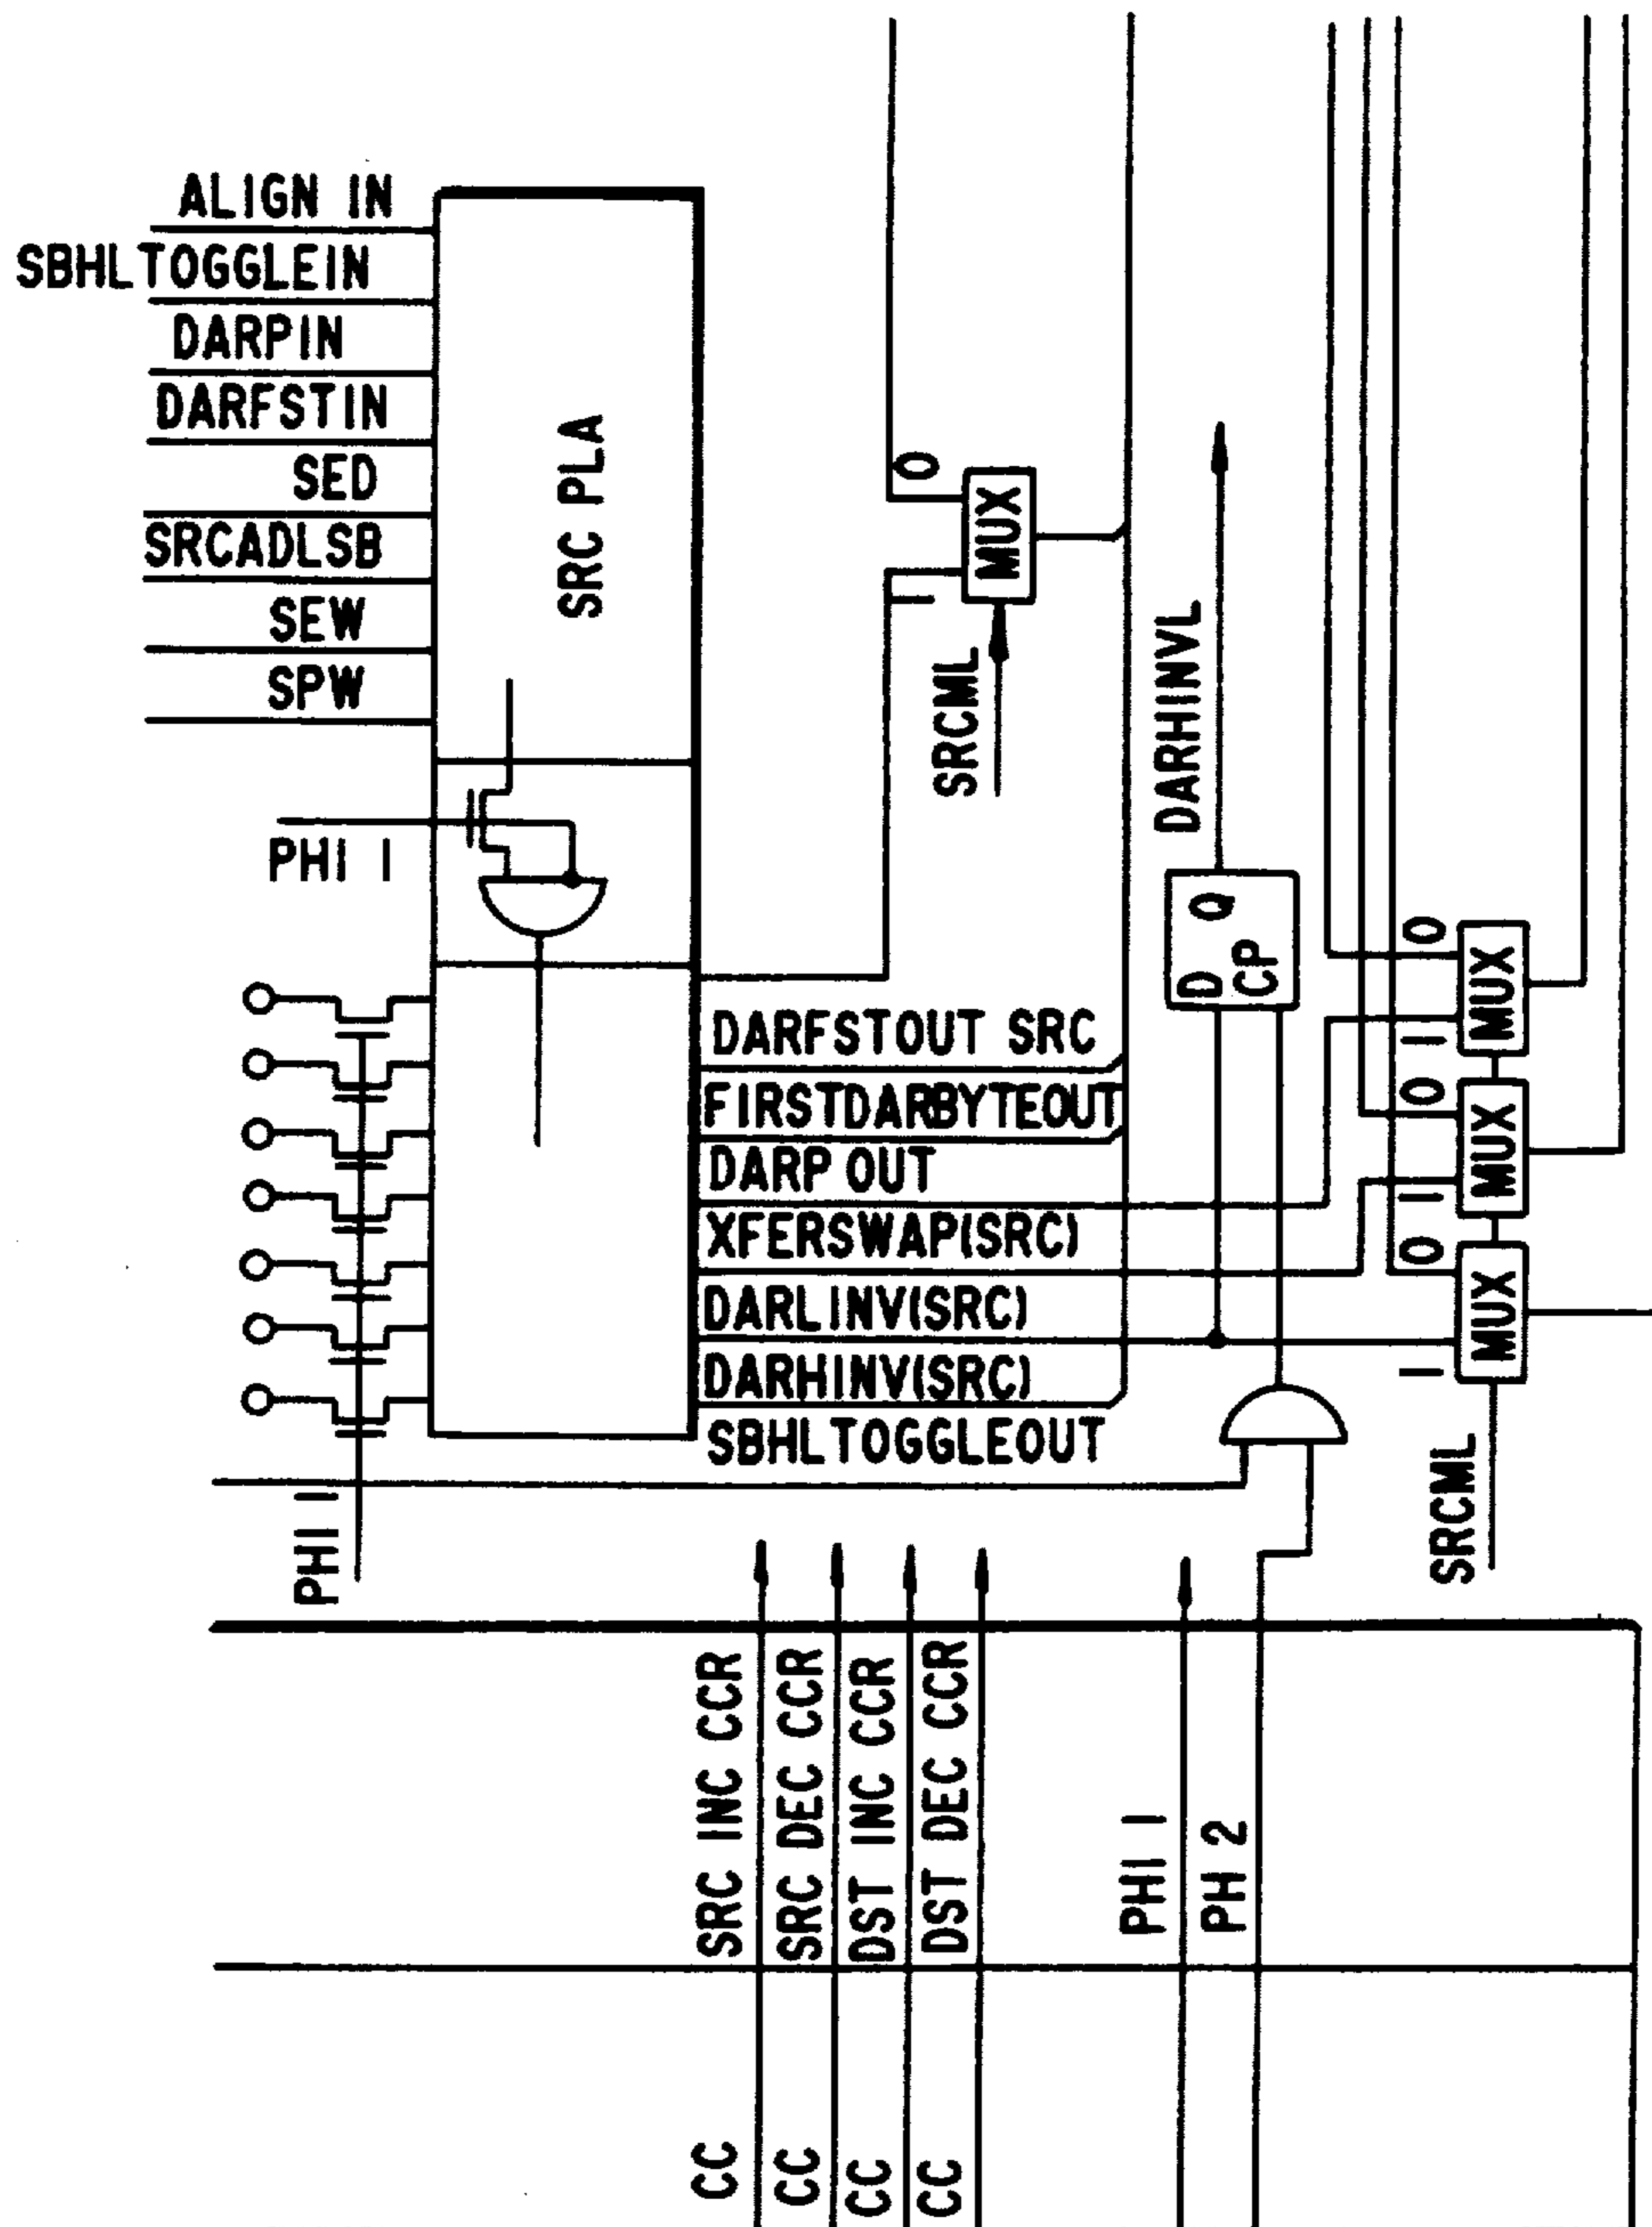 ALIGN IN
SBHLTOGGLEIN
DARPIN
DARFSTIN
SED
SRCADLSB
SEW
SPW
SRC PLA
PHI 1
0
MUX
1
SRCML
DARHINVL
D Q
CP
0
MUX
1
0
MUX
1
0
MUX
1
SRCML
DARFSTOUT SRC
FIRSTDARBYTEOUT
DARP OUT
XFERSWAP(SRC)
DARLINV(SRC)
DARHINV(SRC)
SBHLTOGGLEOUT
PHI 1
SRC INC CCR
SRC DEC CCR
DST INC CCR
DST DEC CCR
PHI 1
PH 2
CC
CC
CC
CC